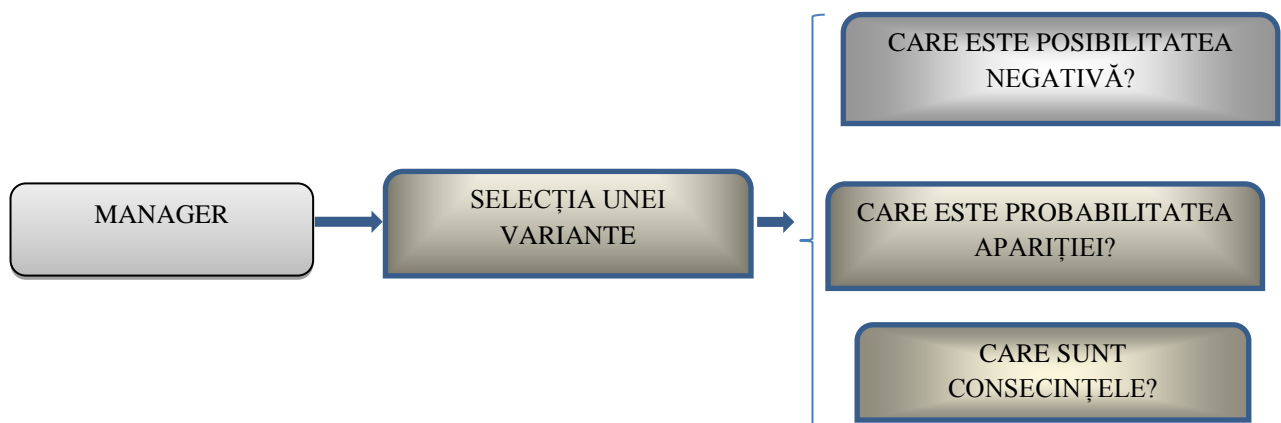 MANAGER
SELECȚIA UNEI
VARIANTE
CARE ESTE POSIBILITATEA
NEGATIVĂ?
CARE ESTE PROBABILITATEA
APARIȚIEI?
CARE SUNT
CONSECINȚELE?